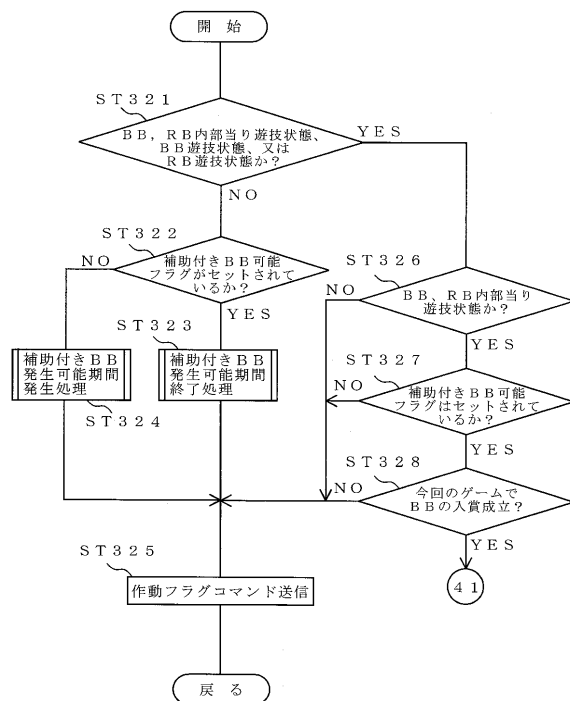 開 始
ST321
BB，RB内部当り遊技状態、
BB遊技状態、又は
RB遊技状態か？
YES
NO
ST322
補助付きBB可能
フラグがセットされて
いるか？
NO
YES
ST323
補助付きBB
発生可能期間
発生処理
ST324
補助付きBB
発生可能期間
終了処理
ST326
BB、RB内部当り
遊技状態か？
NO
YES
ST327
補助付きBB可能
フラグはセットされて
いるか？
NO
YES
ST328
今回のゲームで
BBの入賞成立？
NO
YES
41
ST325
作動フラグコマンド送信
戻 る